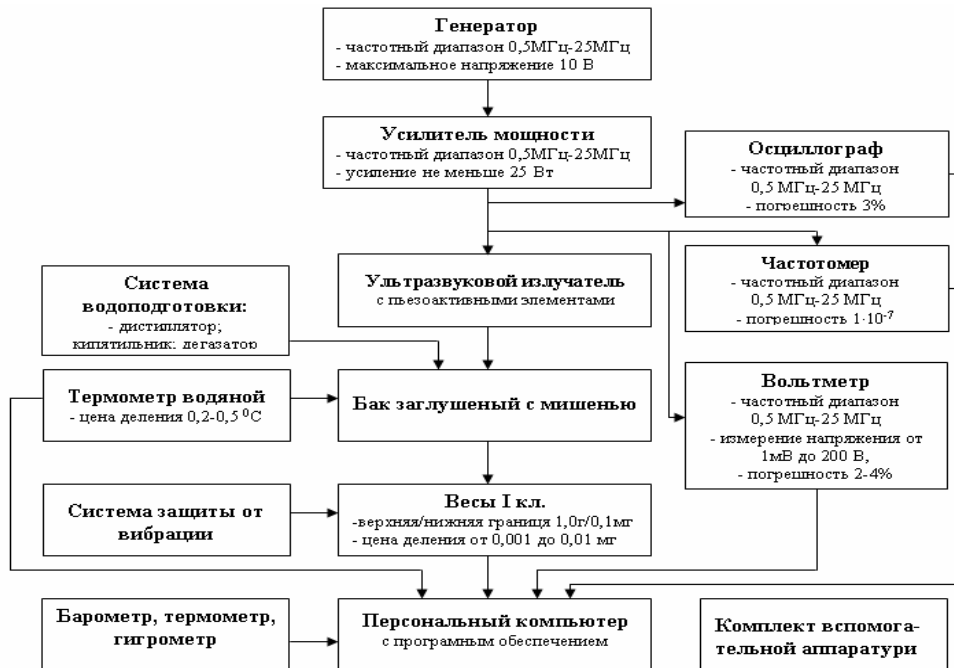 Генератор
- частотный диапазон 0,5МГц-25МГц
- максимальное напряжение 10 В
Усилитель мощности
- частотный диапазон 0,5МГц-25МГц
- усиление не меньше 25 Вт
Осциллограф
- частотный диапазон
0,5 МГц-25 МГц
- погрешность 3%
Ультразвуковой излучатель
с пьезоактивными элементами
Частотомер
- частотный диапазон
0,5 МГц-25 МГц
- погрешность 1·10⁻⁷
Система
водоподготовки:
- дистиллятор;
кипятильник; дегазатор
Термометр водяной
- цена деления 0,2-0,5 ⁰С
Бак заглушеный с мишенью
Вольтметр
- частотный диапазон
0,5 МГц-25 МГц
- измерение напряжения от
1мВ до 200 В,
- погрешность 2-4%
Система защиты от
вибрации
Весы I кл.
-верхняя/нижняя граница 1,0г/0,1мг
- цена деления от 0,001 до 0,01 мг
Барометр, термометр,
гигрометр
Персональный компьютер
с програмным обеспечением
Комплект вспомога-
тельной аппаратури